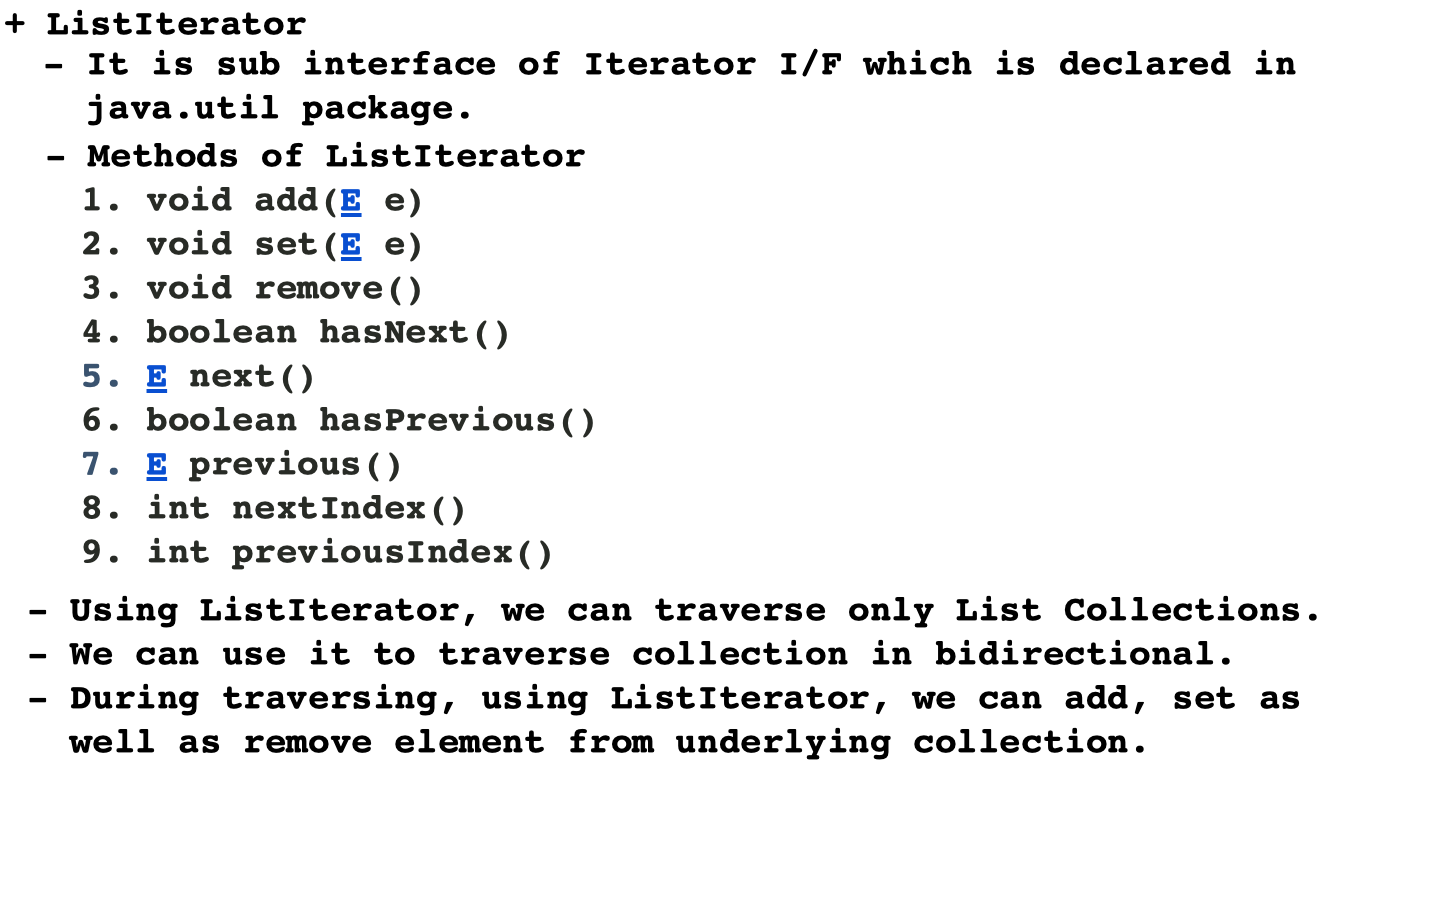 + ListIterator
- It is sub interface of Iterator I/F which is declared in
java.util package.
- Methods of ListIterator
1. void add(E e)
2. void set(E e)
3. void remove()
4. boolean hasNext()
5. E next()
6. boolean hasPrevious()
7. E previous()
8. int nextIndex()
9. int previousIndex()
- Using ListIterator, we can traverse only List Collections.
- We can use it to traverse collection in bidirectional.
- During traversing, using ListIterator, we can add, set as
well as remove element from underlying collection.